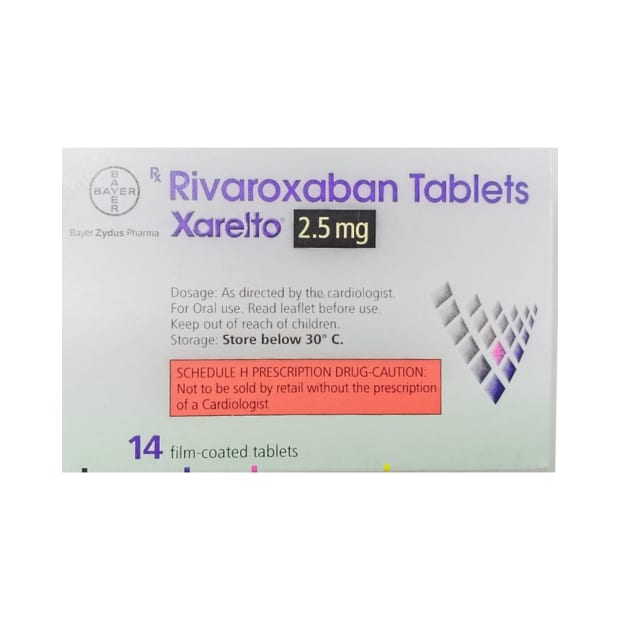 BAYER
BAYER
Bayer Zydus Pharma
Rx Rivaroxaban Tablets
Xarelto® 2.5 mg
Dosage: As directed by the cardiologist.
For Oral use. Read leaflet before use.
Keep out of reach of children.
Storage: Store below 30° C.
SCHEDULE H PRESCRIPTION DRUG-CAUTION:
Not to be sold by retail without the prescription
of a Cardiologist
14 film-coated tablets